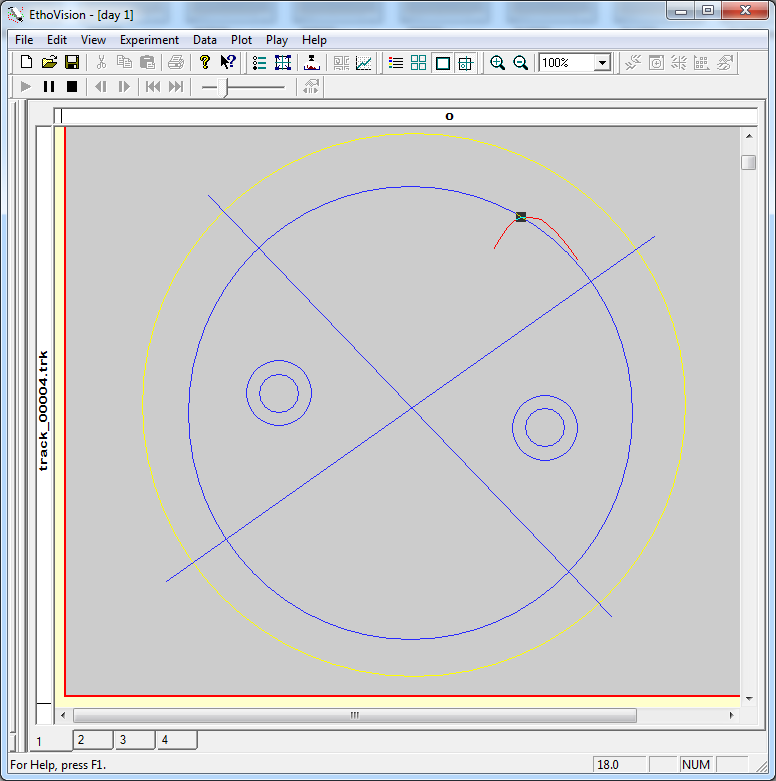 EthoVision - [day 1]
File Edit View Experiment Data Plot Play Help
100%
o
track_00004.trk
1 2 3 4
For Help, press F1. 18.0 NUM